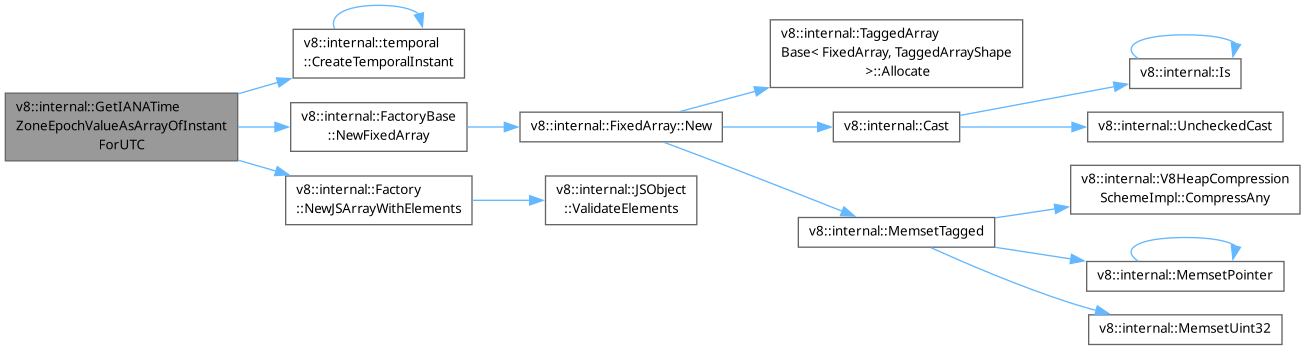 v8::internal::GetIANATime
ZoneEpochValueAsArrayOfInstant
ForUTC
v8::internal::temporal
::CreateTemporalInstant
v8::internal::FactoryBase
::NewFixedArray
v8::internal::Factory
::NewJSArrayWithElements
v8::internal::FixedArray::New
v8::internal::JSObject
::ValidateElements
v8::internal::TaggedArray
Base< FixedArray, TaggedArrayShape
>::Allocate
v8::internal::Cast
v8::internal::MemsetTagged
v8::internal::Is
v8::internal::UncheckedCast
v8::internal::V8HeapCompression
SchemeImpl::CompressAny
v8::internal::MemsetPointer
v8::internal::MemsetUint32